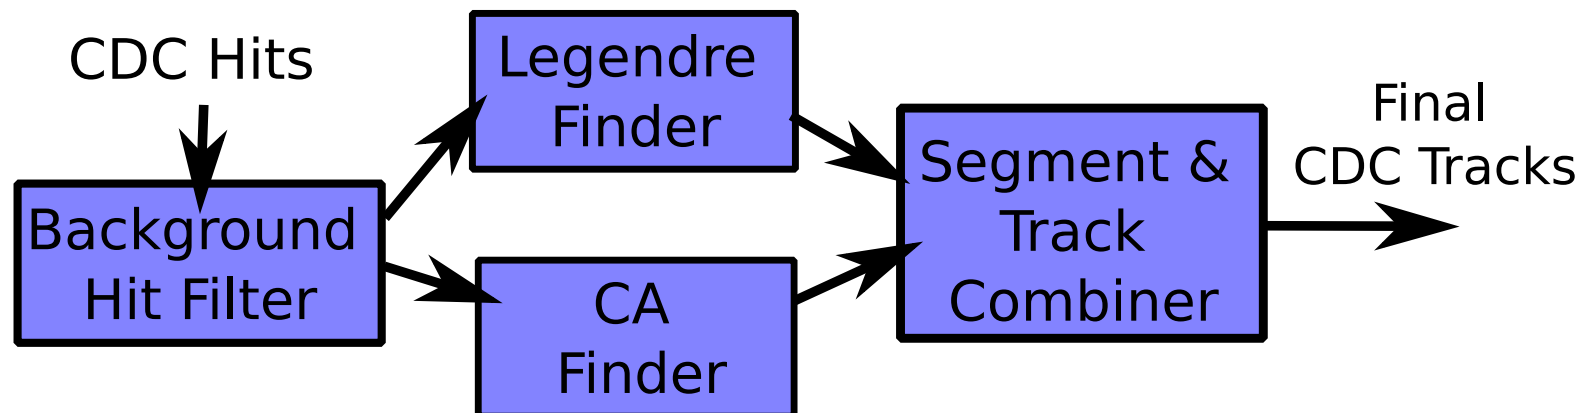 CDC Hits
Background
Hit Filter
Legendre
Finder
CA
Finder
Segment &
Track
Combiner
Final
CDC Tracks